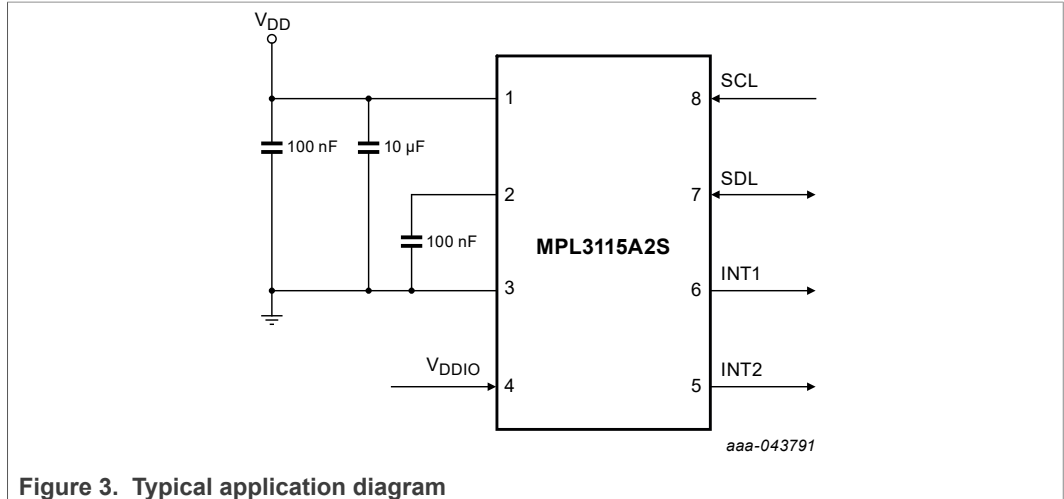 VDD
1
8
SCL
100 nF
10 µF
2
7
SDL
100 nF
MPL3115A2S
3
6
INT1
VDDIO
4
5
INT2
aaa-043791
Figure 3. Typical application diagram